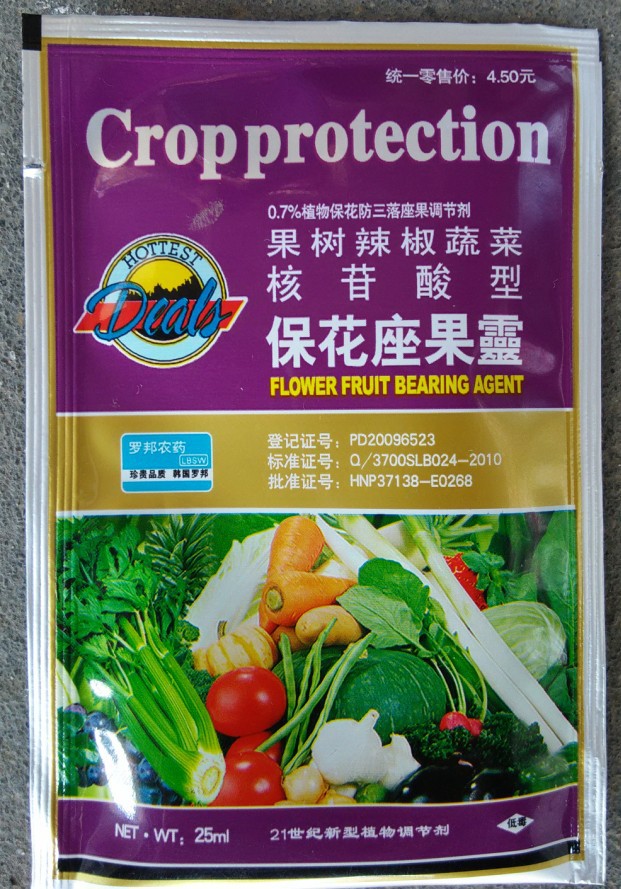 统一零售价：4.50元
Crop protection
0.7%植物保花防三落座果调节剂
果树辣椒蔬菜
核苷酸型
保花座果靈
FLOWER FRUIT BEARING AGENT
HOTTEST
Deals
罗邦农药
LBSW
珍贵品质 韩国罗邦
登记证号：PD20096523
标准证号：Q/3700SLB024-2010
批准证号：HNP37138-E0268
NET·WT：25ml
21世纪新型植物调节剂
低毒